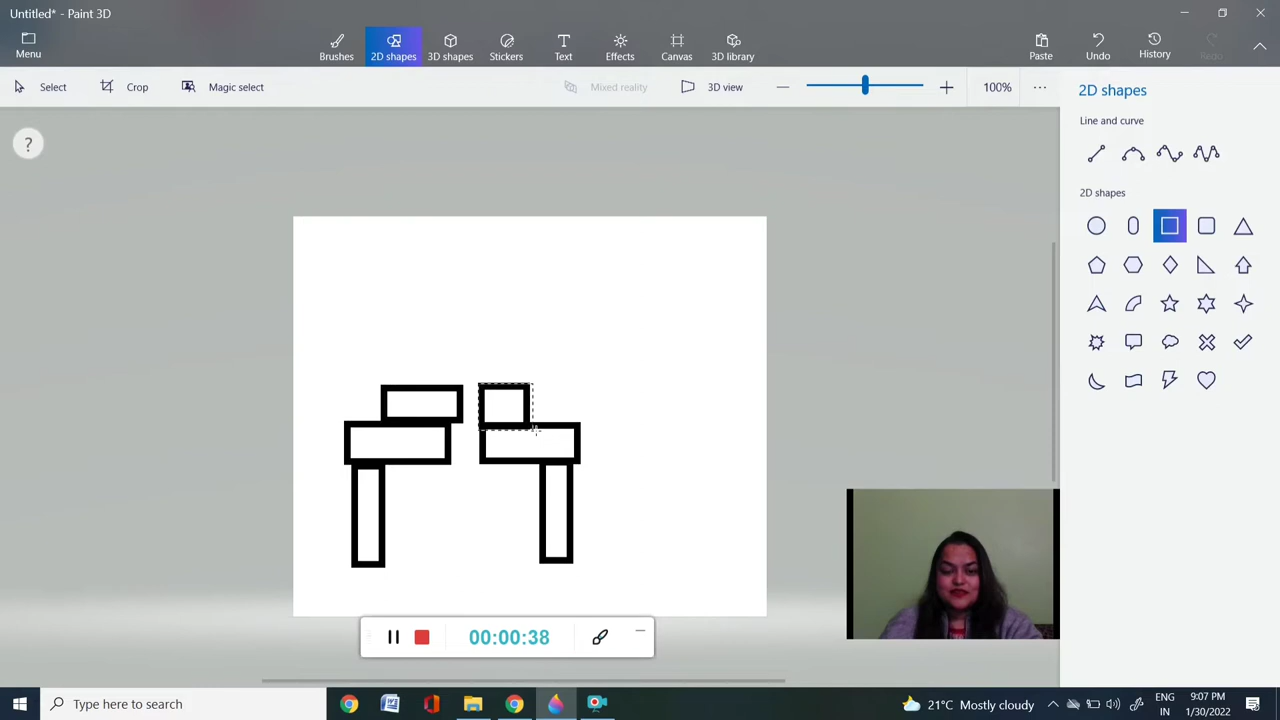 Untitled* - Paint 3D
Menu
Brushes
2D shapes
3D shapes
Stickers
Text
Effects
Canvas
3D library
Paste
Undo
History
Redo
Select
Crop
Magic select
Mixed reality
3D view
100%
2D shapes
Line and curve
2D shapes
?
00:00:38
Type here to search
21°C Mostly cloudy
ENG
IN
9:07 PM
1/30/2022